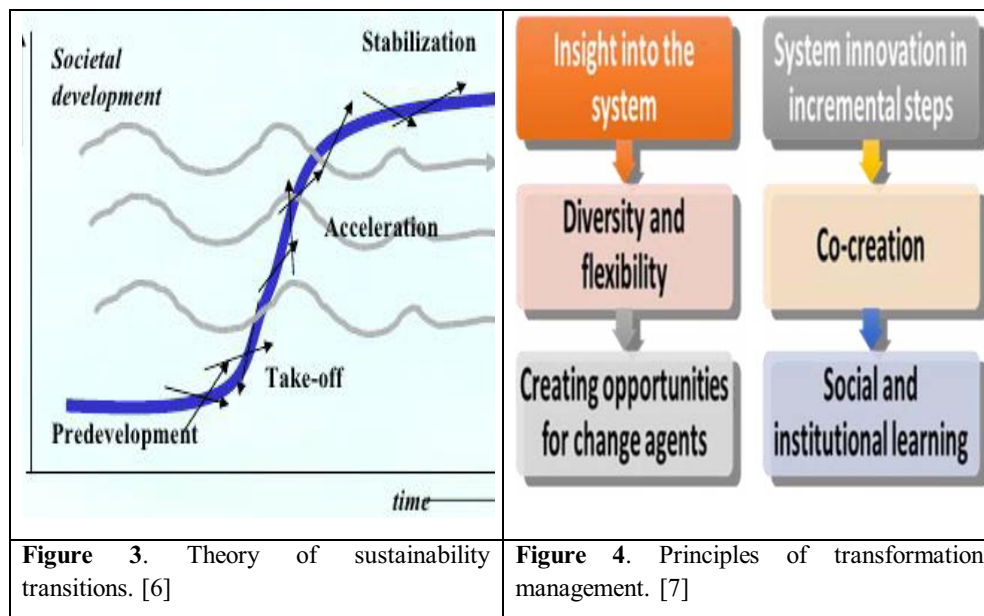 Societal
development
Stabilization
Acceleration
Take-off
Predevelopment
time
Insight into the
system
Diversity and
flexibility
Creating opportunities
for change agents
System innovation in
incremental steps
Co-creation
Social and
institutional learning
Figure 3. Theory of sustainability
transitions. [6]
Figure 4. Principles of transformation
management. [7]